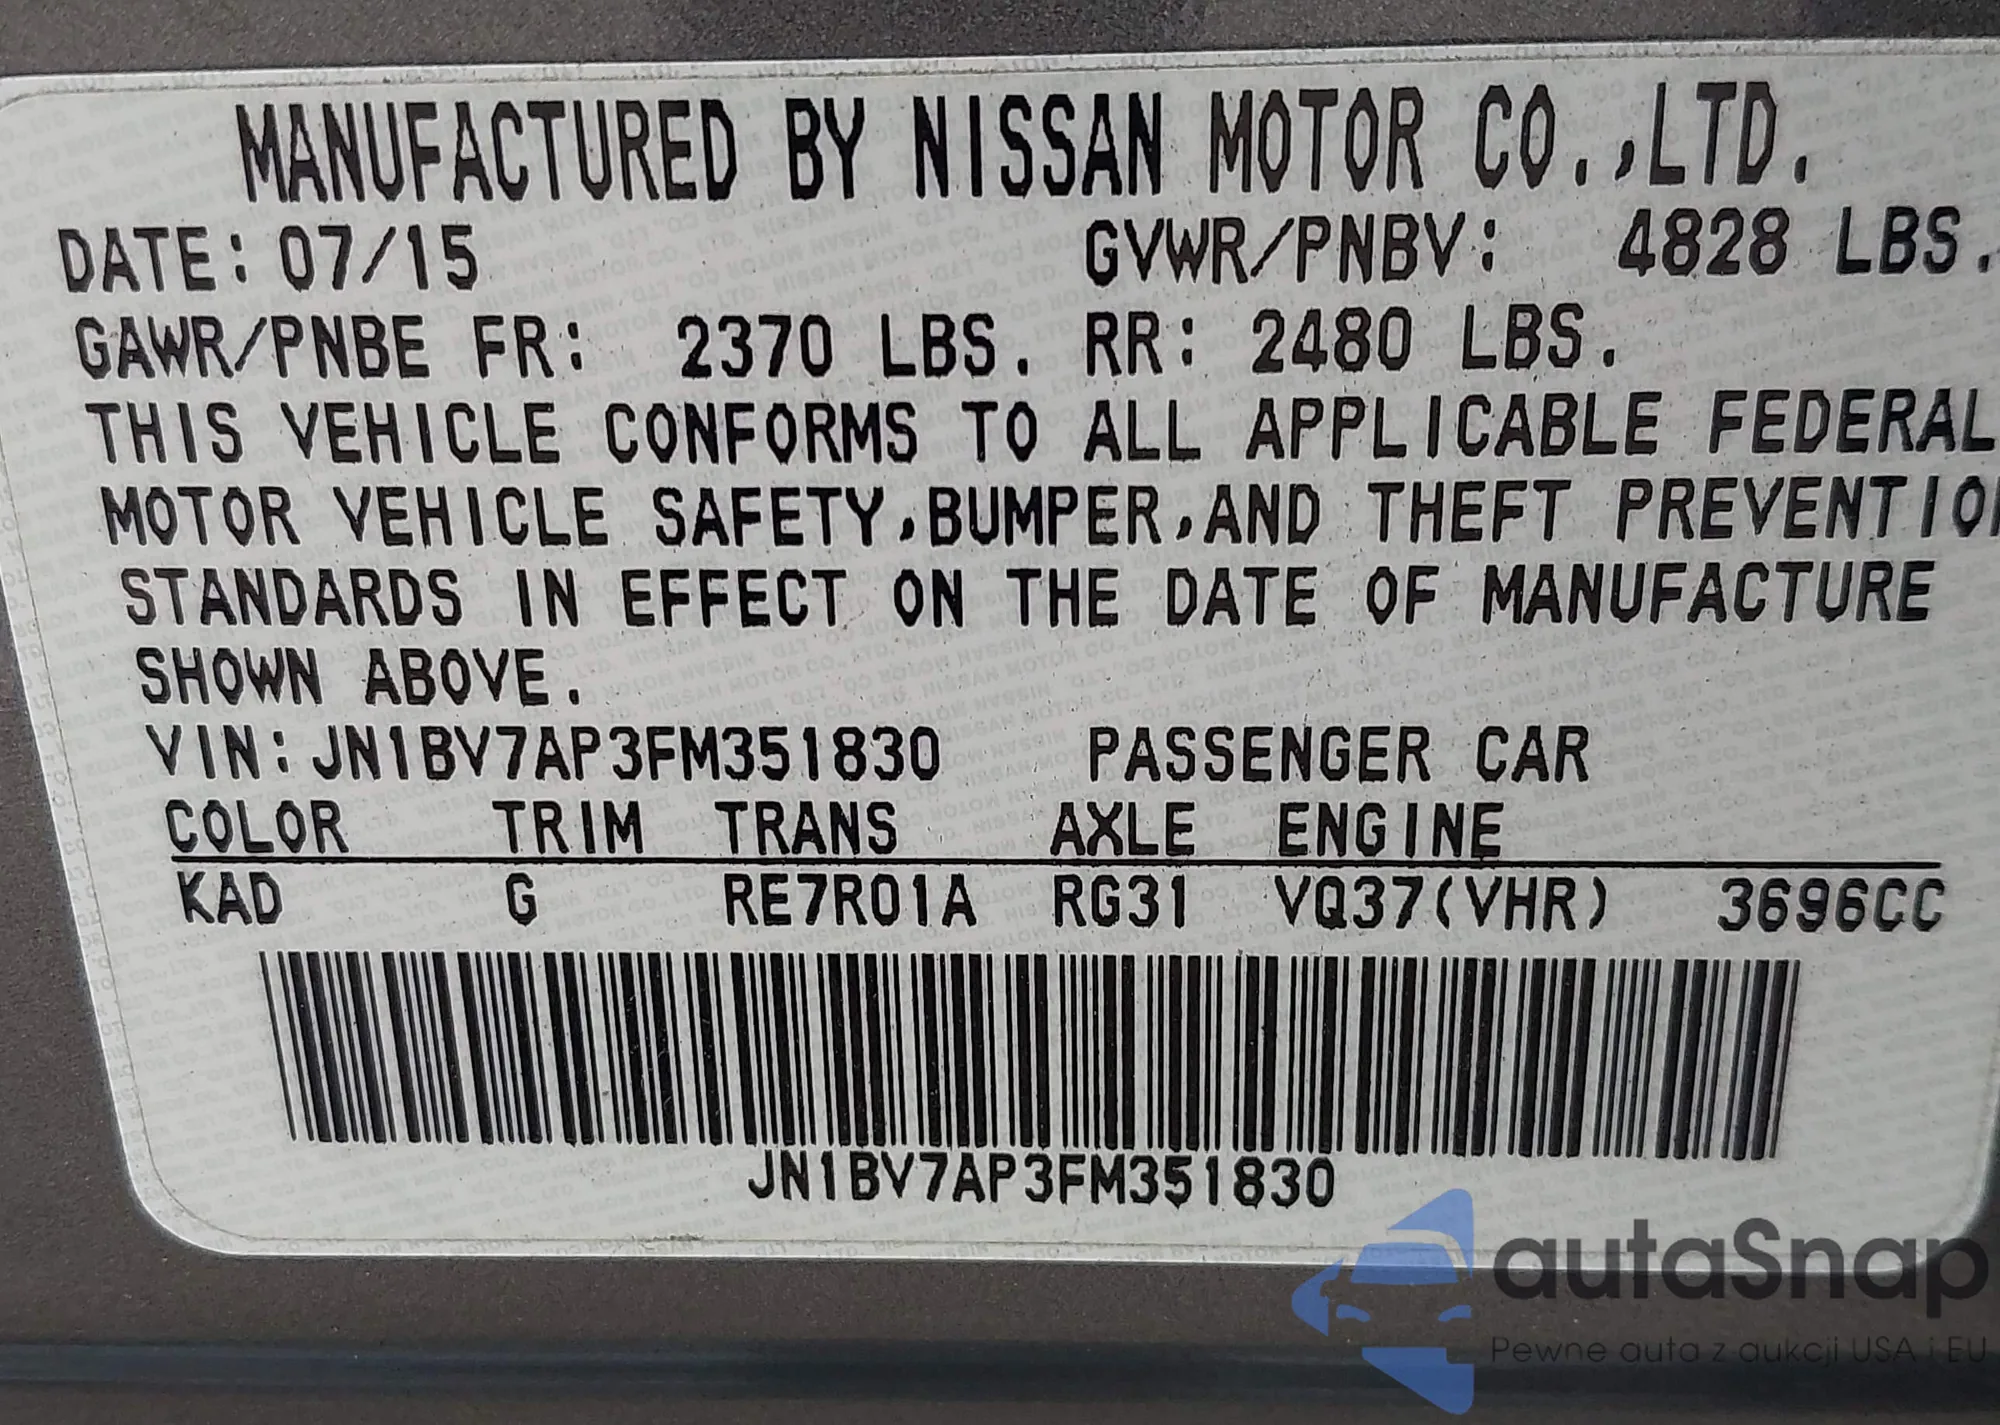 MANUFACTURED BY NISSAN MOTOR CO.,LTD.
DATE: 07/15 GVWR/PNBV: 4828 LBS.
GAWR/PNBE FR: 2370 LBS. RR: 2480 LBS.
THIS VEHICLE CONFORMS TO ALL APPLICABLE FEDERAL
MOTOR VEHICLE SAFETY,BUMPER,AND THEFT PREVENTIO
STANDARDS IN EFFECT ON THE DATE OF MANUFACTURE
SHOWN ABOVE.
VIN:JN1BV7AP3FM351830 PASSENGER CAR
COLOR TRIM TRANS AXLE ENGINE
KAD G RE7R01A RG31 VQ37(VHR) 3696CC
JN1BV7AP3FM351830
autaSnap
Pewne auta z aukcji USA i EU